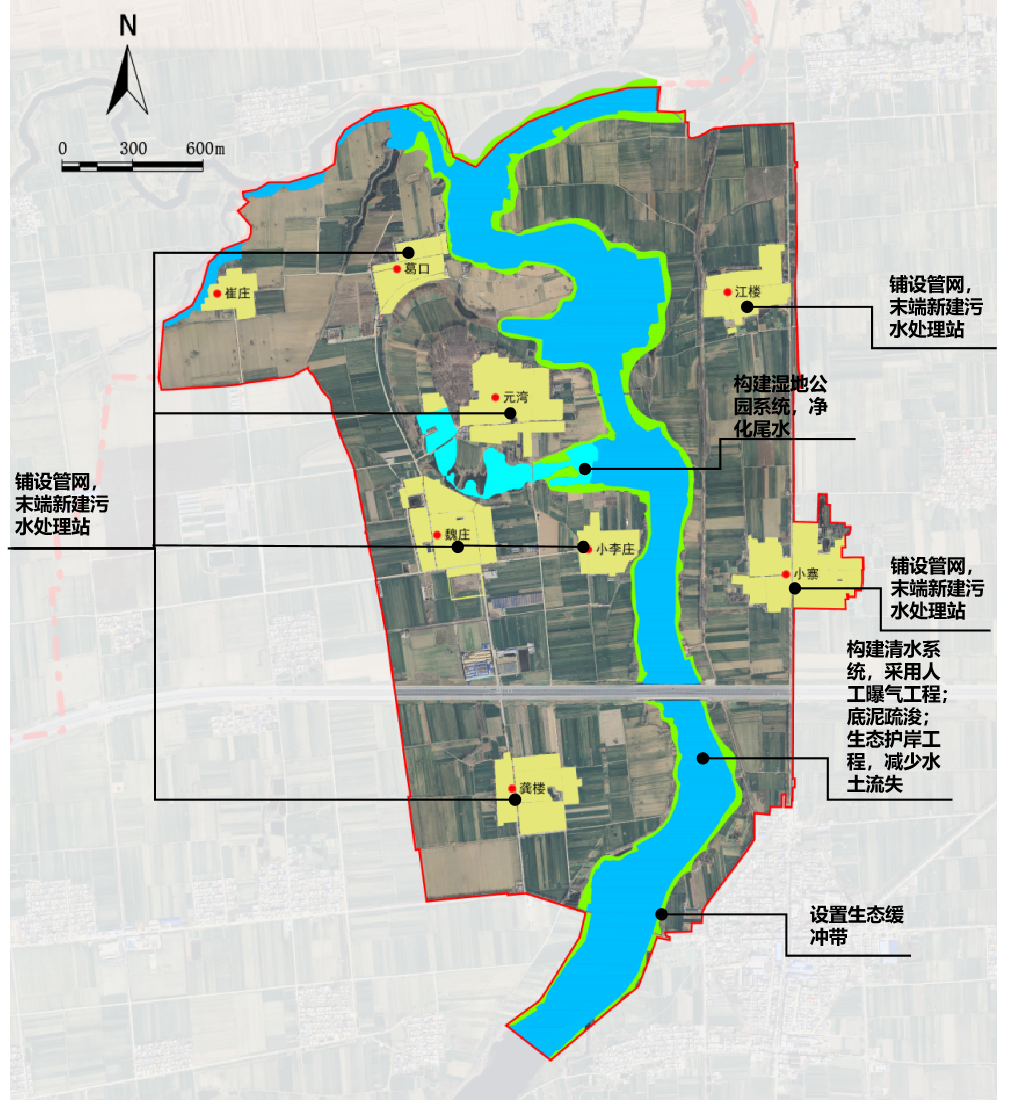 N
0 300 600m
葛口
崔庄
江楼
铺设管网，
末端新建污
水处理站
构建湿地公
园系统，净
化尾水
元湾
铺设管网，
末端新建污
水处理站
魏庄
小李庄
小寨
铺设管网，
末端新建污
水处理站
构建清水系
统，采用人
工曝气工程；
底泥疏浚；
生态护岸工
程，减少水
土流失
龚楼
设置生态缓
冲带